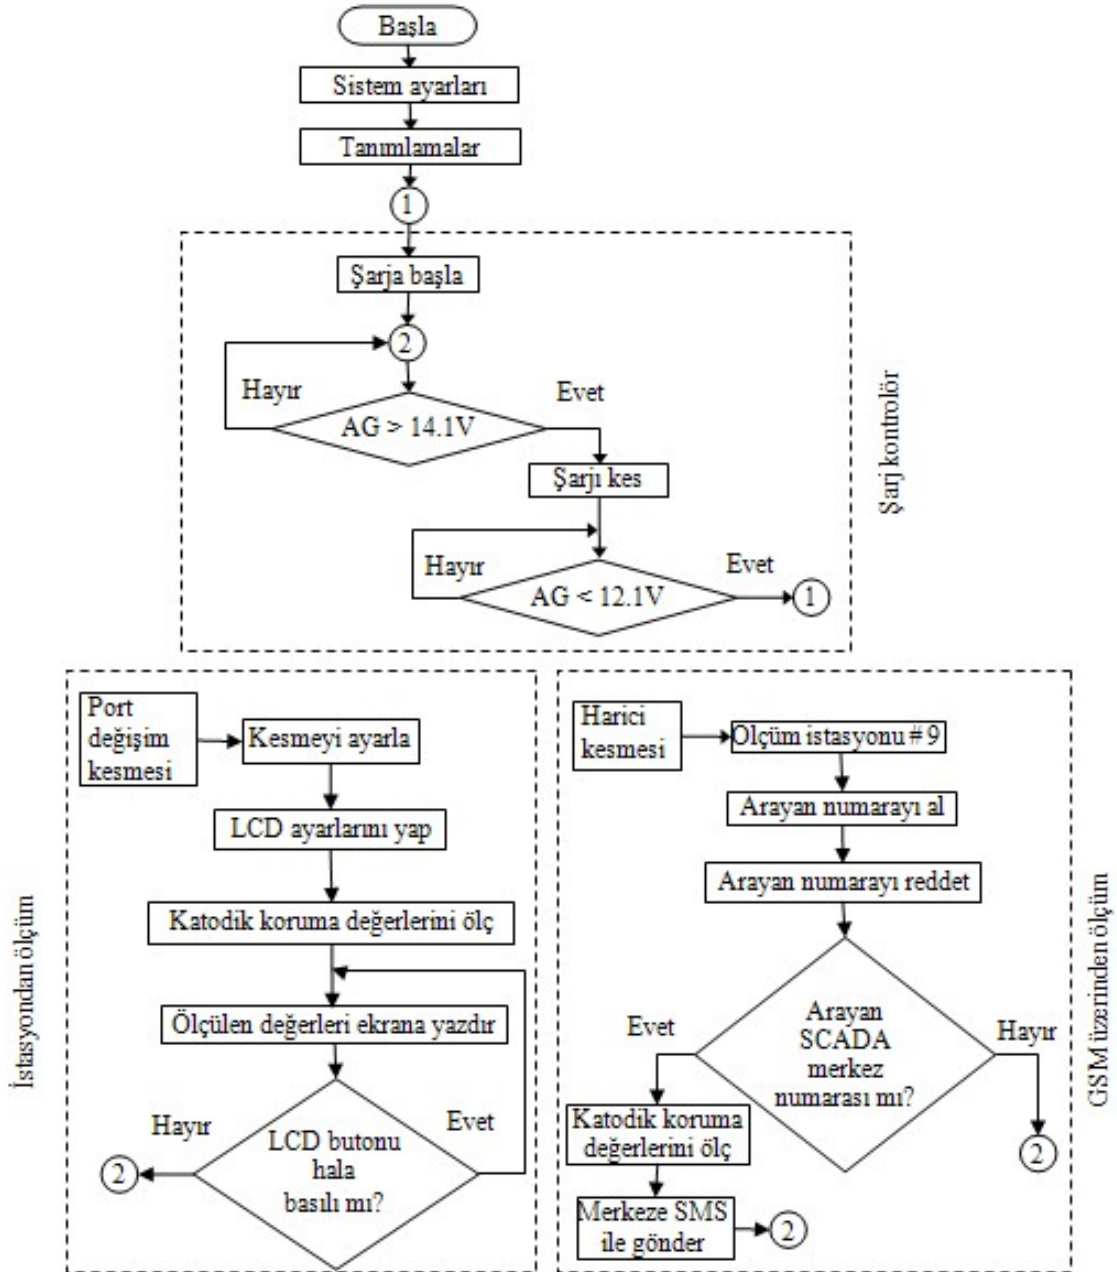 Başla
Sistem ayarları
Tanımlamalar
1
Şarja başla
2
Hayır
Evet
AG > 14.1V
Şarjı kes
Hayır
Evet
AG < 12.1V
1
Şarj kontrolör
Port
değişim
kesmesi
Kesmeyi ayarla
LCD ayarlarını yap
Katodik koruma değerlerini ölç
Ölçülen değerleri ekrana yazdır
Hayır
Evet
LCD butonu
hala
basılı mı?
2
İstasyondan ölçüm
Harici
kesmesi
Ölçüm istasyonu # 9
Arayan numarayı al
Arayan numarayı reddet
Evet
Hayır
Arayan
SCADA
merkez
numarası mı?
Katodik koruma
değerlerini ölç
2
Merkeze SMS
ile gönder
2
GSM üzerinden ölçüm